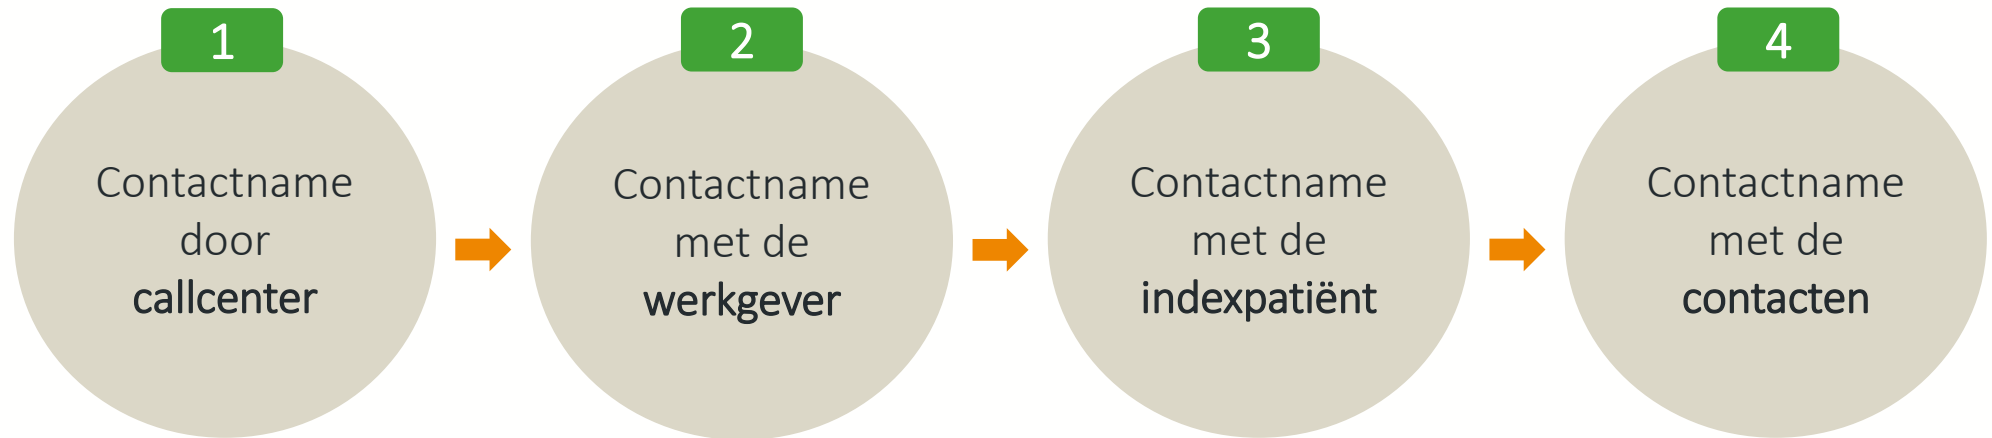 1
Contactname
door
callcenter
2
Contactname
met de
werkgever
3
Contactname
met de
indexpatiënt
4
Contactname
met de
contacten